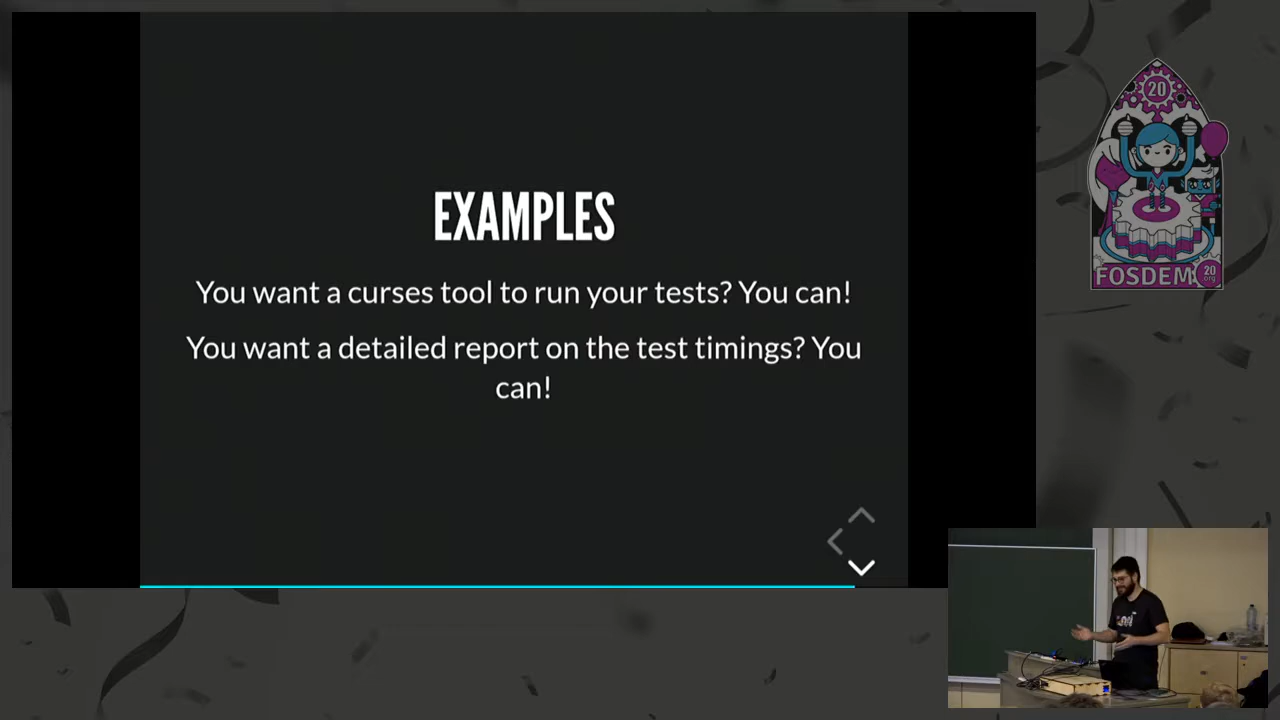 EXAMPLES
You want a curses tool to run your tests? You can!
You want a detailed report on the test timings? You
can!
20
FOSDEM
20
org